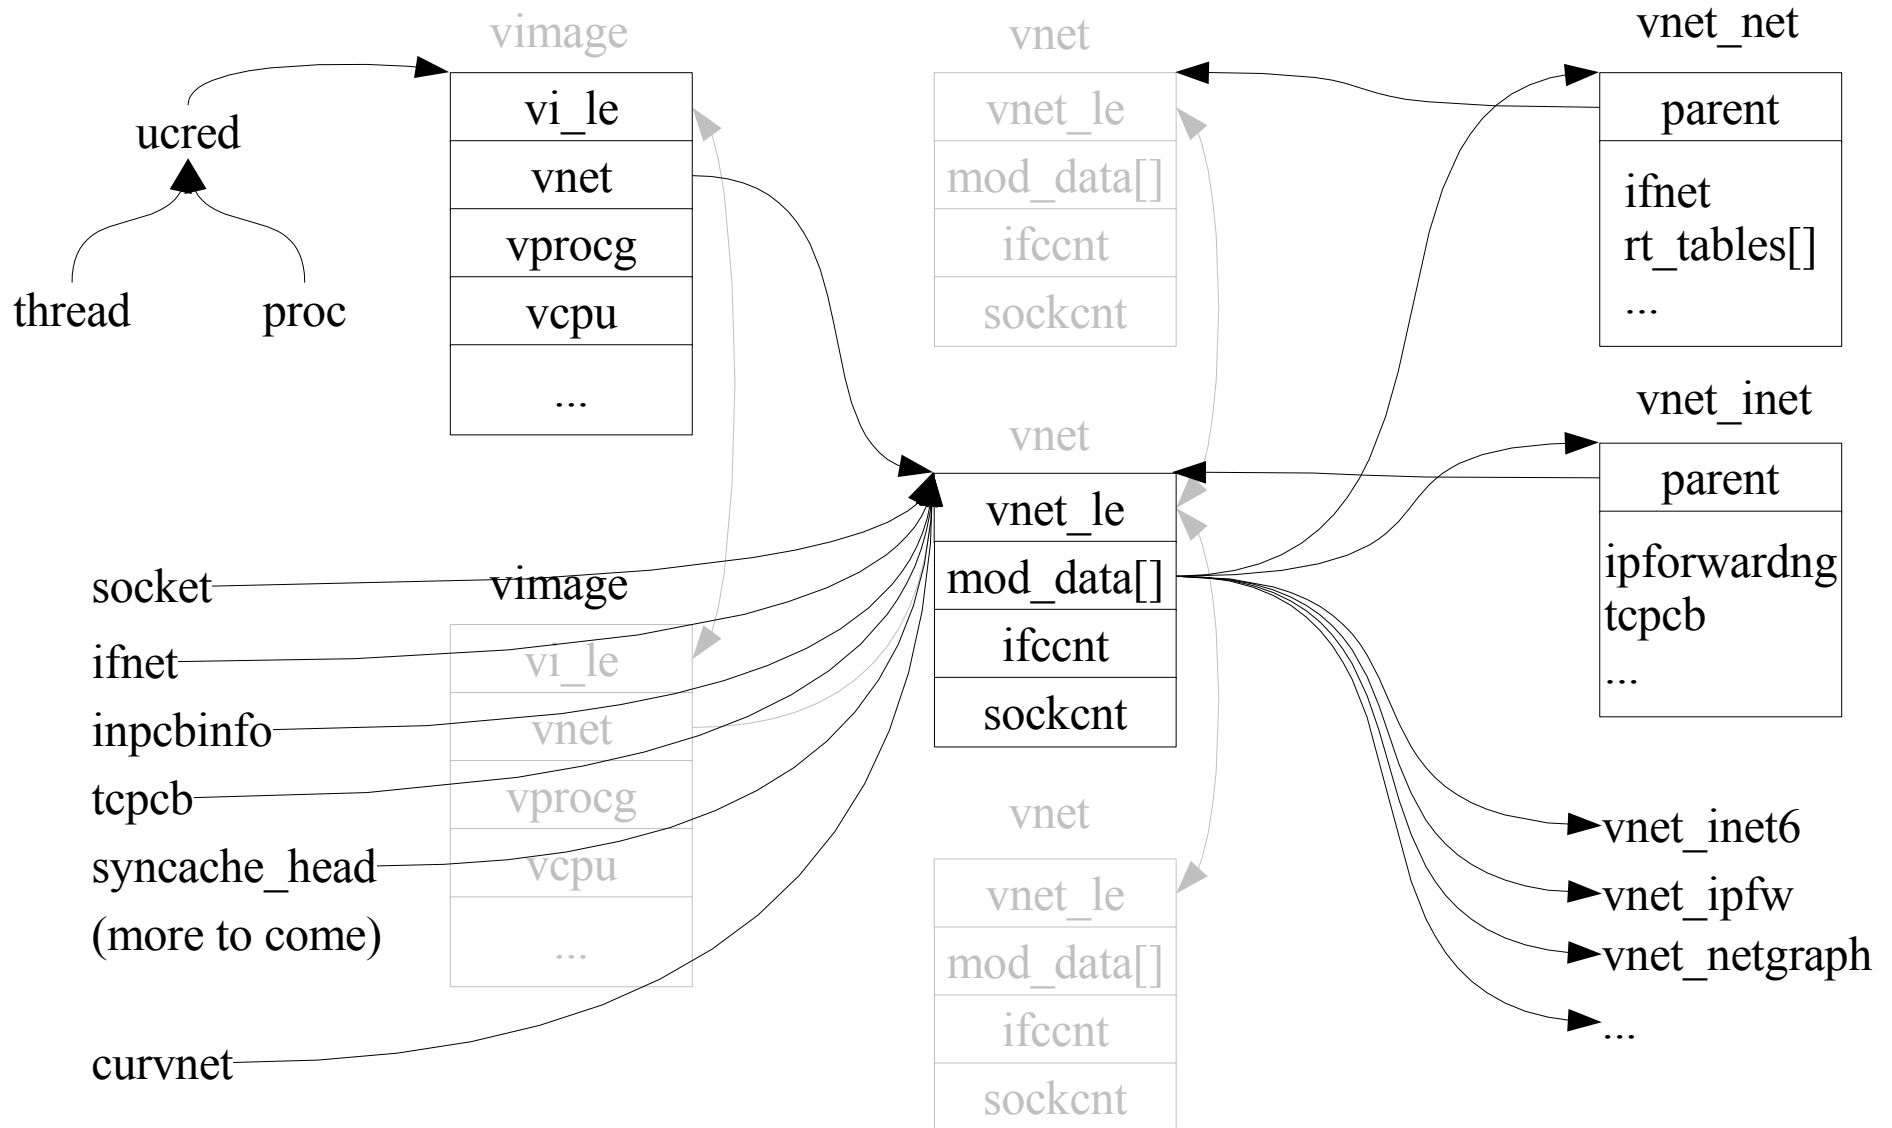 vimage
vi_le
vnet
vprocg
vcpu
...
ucred
thread
proc
vnet
vnet_le
mod_data[]
ifccnt
sockcnt
vnet_net
parent
ifnet
rt_tables[]
...
vnet_inet
parent
ipforwardng
tcpcb
...
vnet
vnet_le
mod_data[]
ifccnt
sockcnt
socket
ifnet
inpcbinfo
tcpcb
syncache_head
(more to come)
curvnet
vimage
vi_le
vnet
vprocg
vcpu
...
vnet
vnet_le
mod_data[]
ifccnt
sockcnt
vnet_inet6
vnet_ipfw
vnet_netgraph
...